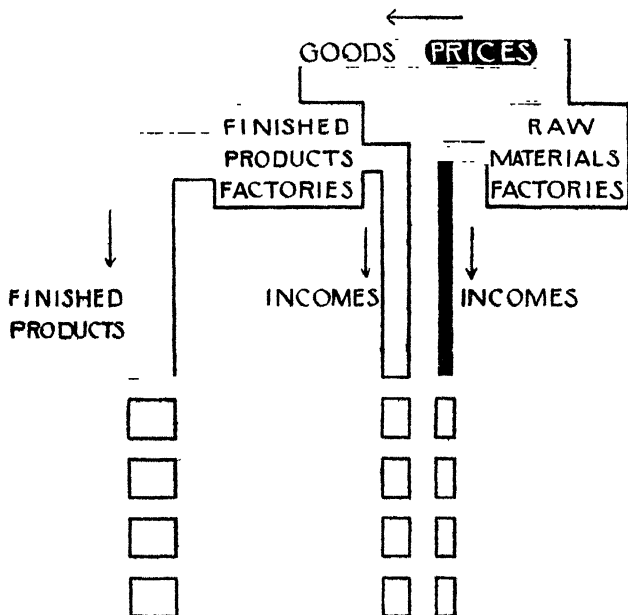 GOODS PRICES
FINISHED
PRODUCTS
FACTORIES
RAW
MATERIALS
FACTORIES
FINISHED
PRODUCTS
INCOMES
INCOMES